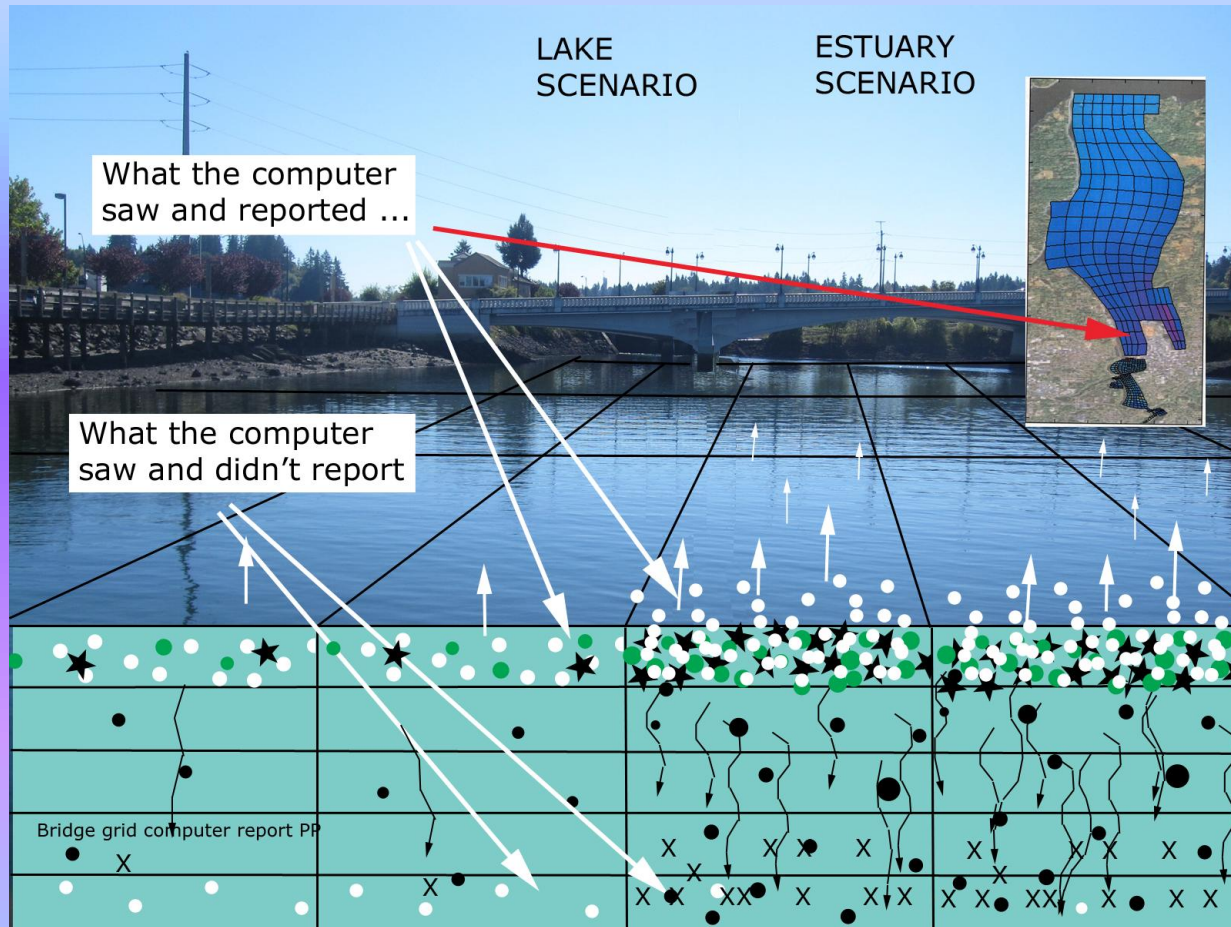 LAKE
SCENARIO
ESTUARY
SCENARIO
What the computer
saw and reported ...
What the computer
saw and didn't report
Bridge grid computer report PP
X
X
X X X X
X
X X X X X X
X X X X
X
X X X X X X